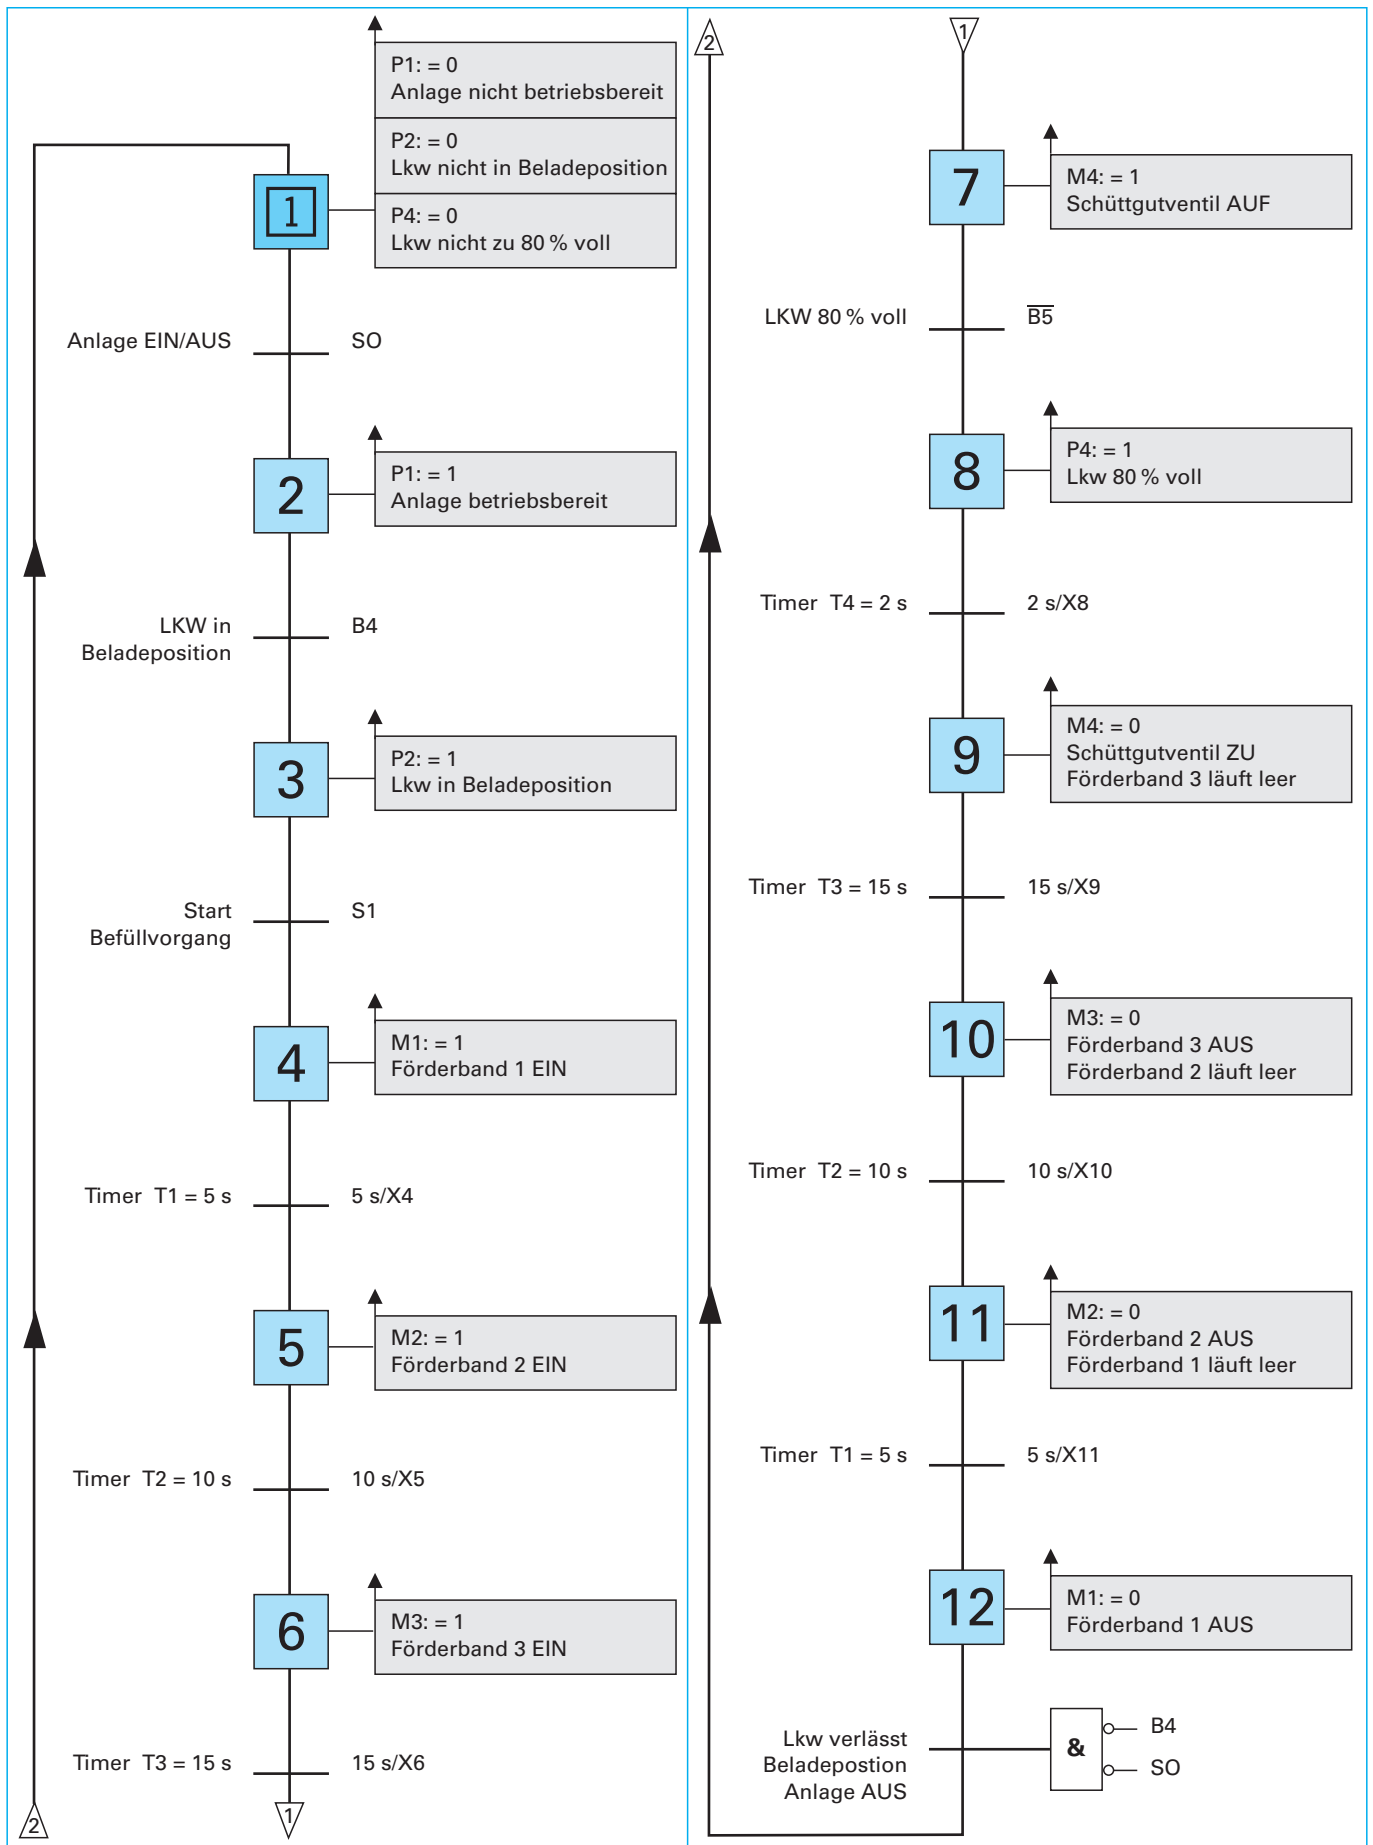 P1: = 0
Anlage nicht betriebsbereit
P2: = 0
Lkw nicht in Beladeposition
P4: = 0
Lkw nicht zu 80 % voll
1
Anlage EIN/AUS
SO
2
P1: = 1
Anlage betriebsbereit
LKW in
Beladeposition
B4
3
P2: = 1
Lkw in Beladeposition
Start
Befüllvorgang
S1
4
M1: = 1
Förderband 1 EIN
Timer T1 = 5 s
5 s/X4
5
M2: = 1
Förderband 2 EIN
Timer T2 = 10 s
10 s/X5
6
M3: = 1
Förderband 3 EIN
Timer T3 = 15 s
15 s/X6
2
1
2
1
7
M4: = 1
Schüttgutventil AUF
LKW 80 % voll
B̅5̅
8
P4: = 1
Lkw 80 % voll
Timer T4 = 2 s
2 s/X8
9
M4: = 0
Schüttgutventil ZU
Förderband 3 läuft leer
Timer T3 = 15 s
15 s/X9
10
M3: = 0
Förderband 3 AUS
Förderband 2 läuft leer
Timer T2 = 10 s
10 s/X10
11
M2: = 0
Förderband 2 AUS
Förderband 1 läuft leer
Timer T1 = 5 s
5 s/X11
12
M1: = 0
Förderband 1 AUS
Lkw verlässt
Beladepostion
Anlage AUS
&
B4
SO